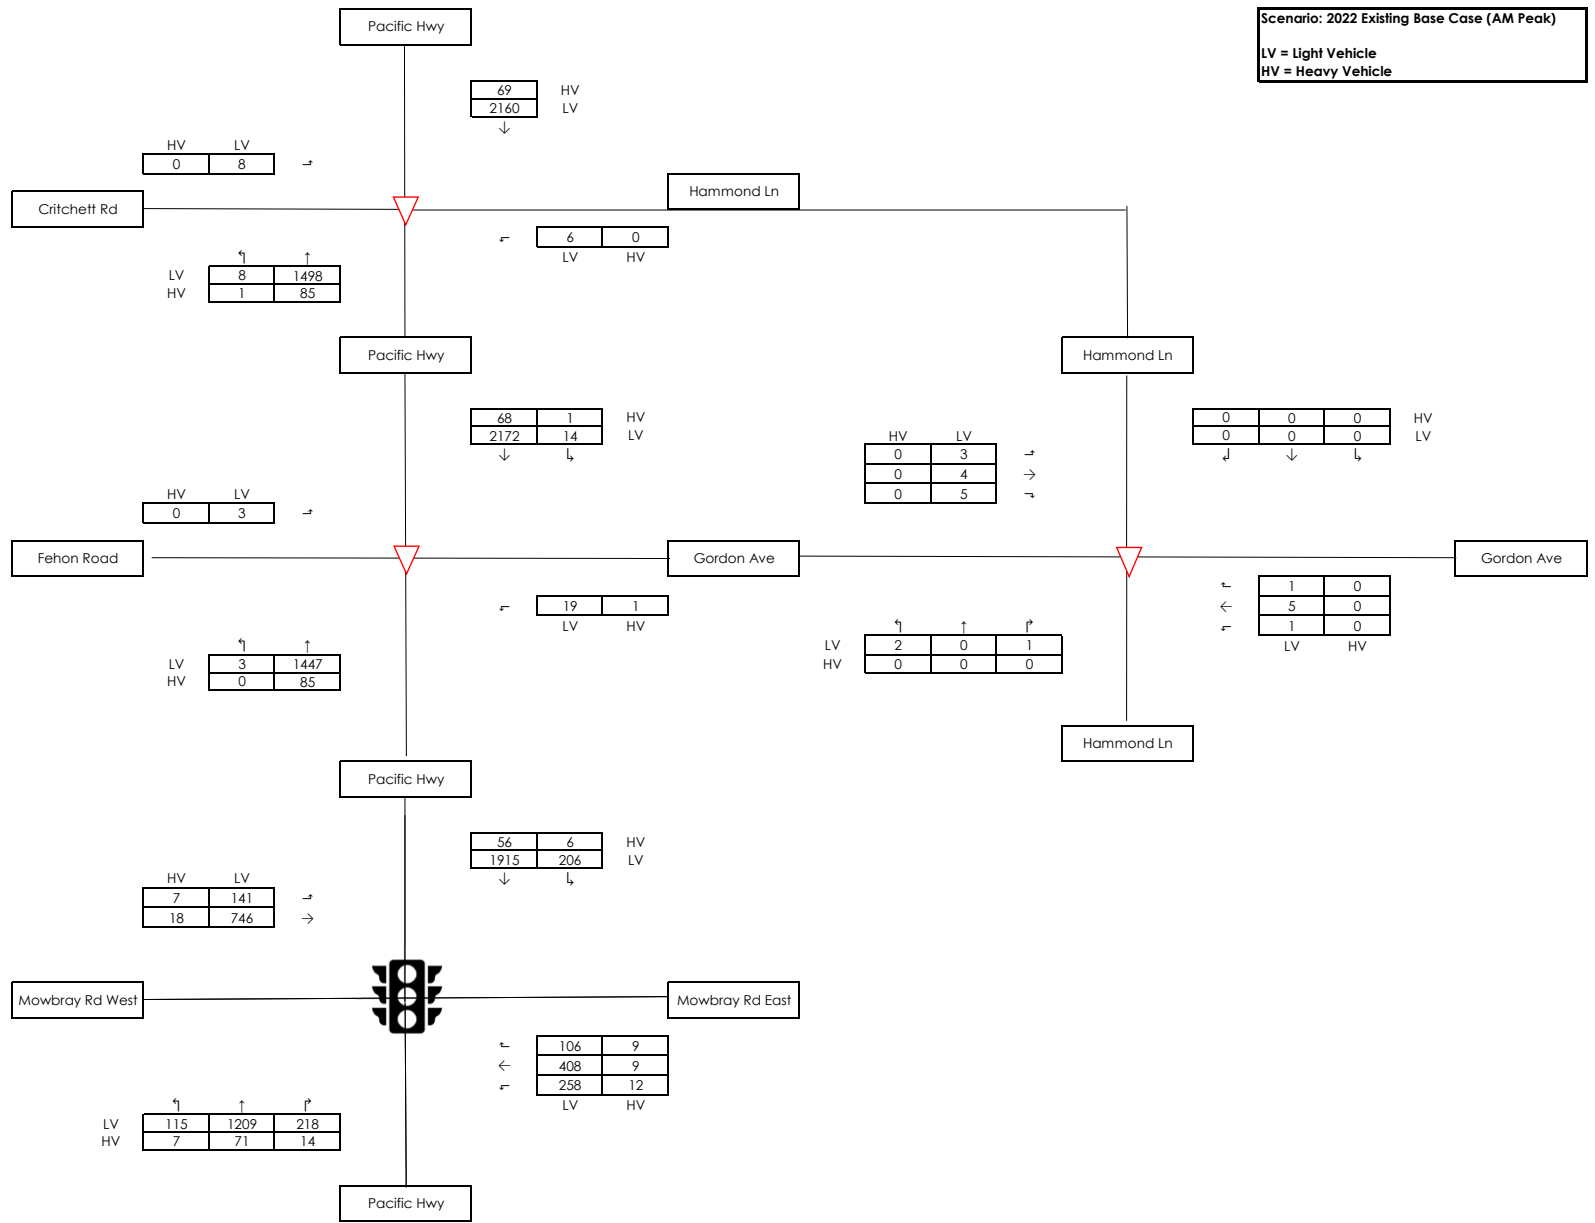 Pacific Hwy
Scenario: 2022 Existing Base Case (AM Peak)
LV = Light Vehicle
HV = Heavy Vehicle
69 HV
2160 LV
↓
HV LV
0 8 ⬏
Hammond Ln
Critchett Rd
⬐ 6 0
LV HV
↰ ↑
LV 8 1498
HV 1 85
Pacific Hwy
Hammond Ln
68 1 HV
2172 14 LV
↓ ↳
0 0 0 HV
0 0 0 LV
↲ ↓ ↳
HV LV
0 3 ⬏
0 4 →
0 5 ⬎
HV LV
0 3 ⬏
Fehon Road
Gordon Ave
Gordon Ave
⬑ 1 0
← 5 0
⬐ 1 0
LV HV
⬐ 19 1
LV HV
↰ ↑ ↱
LV 2 0 1
HV 0 0 0
↰ ↑
LV 3 1447
HV 0 85
Hammond Ln
Pacific Hwy
56 6 HV
1915 206 LV
↓ ↳
HV LV
7 141 ⬏
18 746 →
Mowbray Rd West
Mowbray Rd East
⬑ 106 9
← 408 9
⬐ 258 12
LV HV
↰ ↑ ↱
LV 115 1209 218
HV 7 71 14
Pacific Hwy